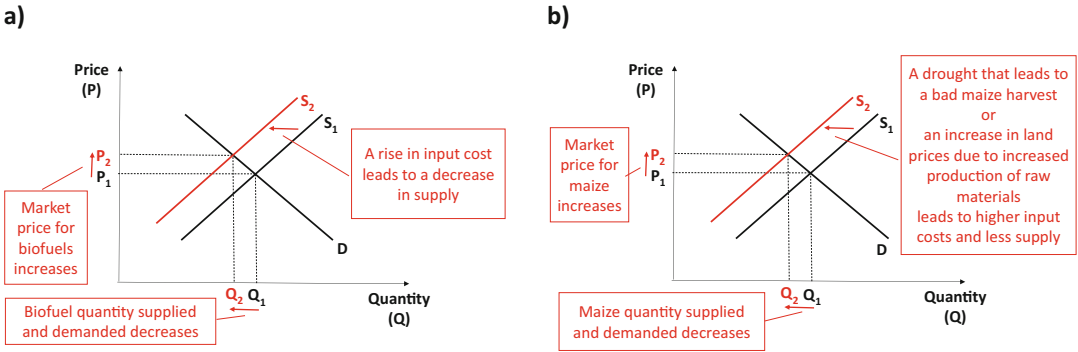 a)
Price
(P)
S2
S1
A rise in input cost
leads to a decrease
in supply
P2
P1
Market
price for
biofuels
increases
D
Q2 Q1
Quantity
(Q)
Biofuel quantity supplied
and demanded decreases
b)
Price
(P)
S2
S1
A drought that leads to
a bad maize harvest
or
an increase in land
prices due to increased
production of raw
materials
leads to higher input
costs and less supply
Market
price for
maize
increases
P2
P1
D
Q2 Q1
Quantity
(Q)
Maize quantity supplied
and demanded decreases